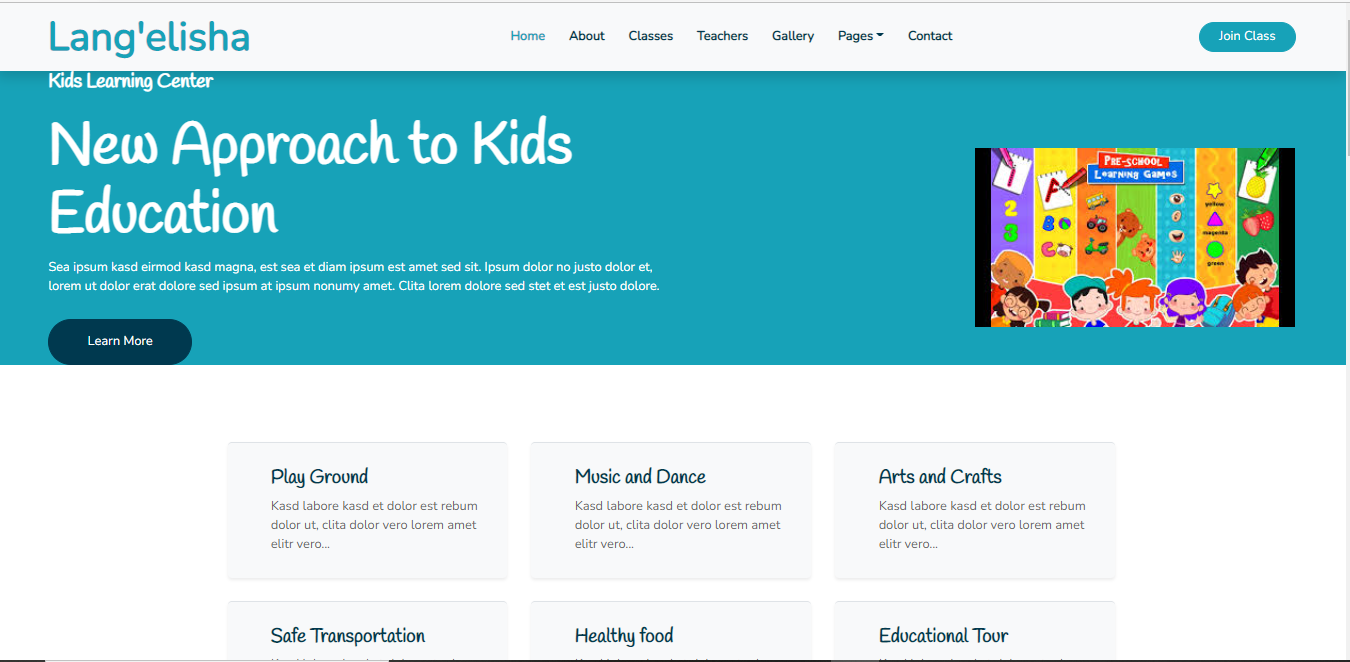 Lang'elisha
Home About Classes Teachers Gallery Pages Contact
Join Class
Kids Learning Center
New Approach to Kids
Education
Sea ipsum kasd eirmod kasd magna, est sea et diam ipsum est amet sed sit. Ipsum dolor no justo dolor et,
lorem ut dolor erat dolore sed ipsum at ipsum nonumy amet. Clita lorem dolore sed stet et est justo dolore.
Learn More
PRE-SCHOOL
LEARNING GAMES
1
2
3
A
B
C
yellow
magenta
green
Play Ground
Kasd labore kasd et dolor est rebum
dolor ut, clita dolor vero lorem amet
elitr vero...
Music and Dance
Kasd labore kasd et dolor est rebum
dolor ut, clita dolor vero lorem amet
elitr vero...
Arts and Crafts
Kasd labore kasd et dolor est rebum
dolor ut, clita dolor vero lorem amet
elitr vero...
Safe Transportation
Healthy food
Educational Tour